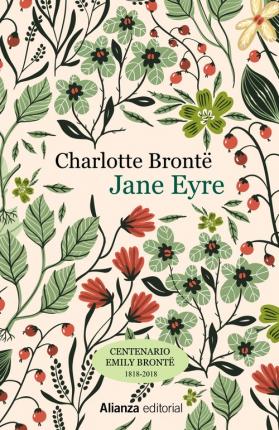 Charlotte Brontë
Jane Eyre
CENTENARIO
EMILY BRONTË
1818-2018
Alianza editorial